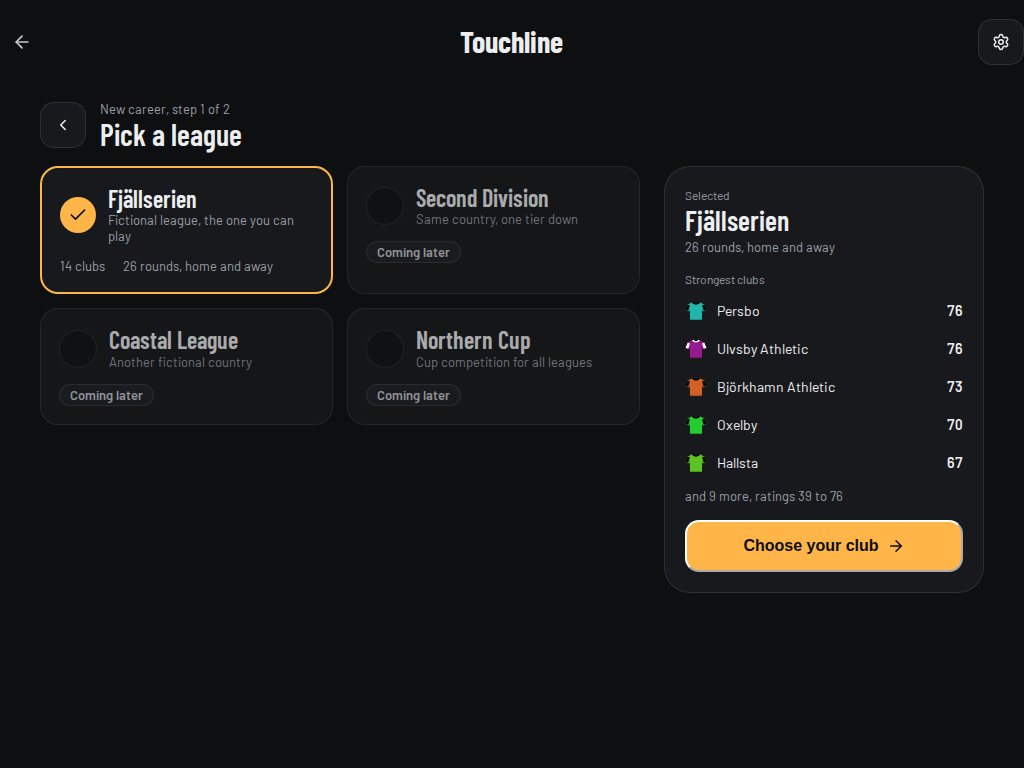 Touchline
New career, step 1 of 2
Pick a league
Fjällserien
Fictional league, the one you can
play
14 clubs 26 rounds, home and away
Second Division
Same country, one tier down
Coming later
Coastal League
Another fictional country
Coming later
Northern Cup
Cup competition for all leagues
Coming later
Selected
Fjällserien
26 rounds, home and away
Strongest clubs
Persbo 76
Ulvsby Athletic 76
Björkhamn Athletic 73
Oxelby 70
Hallsta 67
and 9 more, ratings 39 to 76
Choose your club